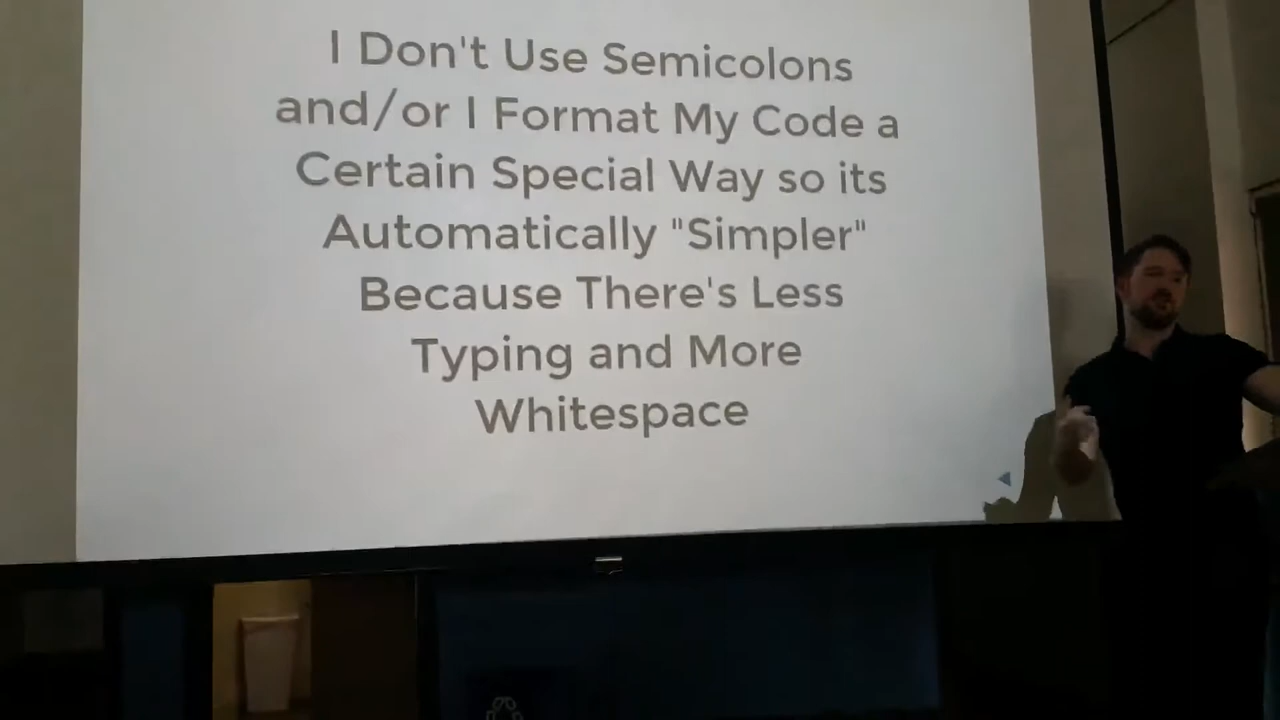 I Don't Use Semicolons
and/or I Format My Code a
Certain Special Way so its
Automatically "Simpler"
Because There's Less
Typing and More
Whitespace